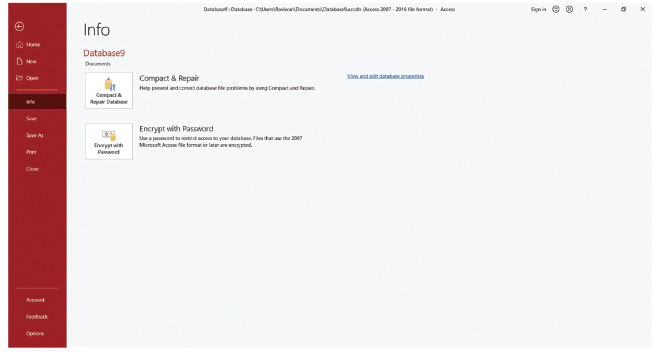 Database9 : Database- C:\Users\Raviwari\Documents\Database9.accdb (Access 2007 - 2016 file format) - Access
Sign in
?
Info
Home
New
Open
Info
Save
Save As
Print
Close
Account
Feedback
Options
Database9
Documents
Compact & Repair Database
Compact & Repair
Help prevent and correct database file problems by using Compact and Repair.
View and edit database properties
Encrypt with Password
Encrypt with Password
Use a password to restrict access to your database. Files that use the 2007
Microsoft Access file format or later are encrypted.